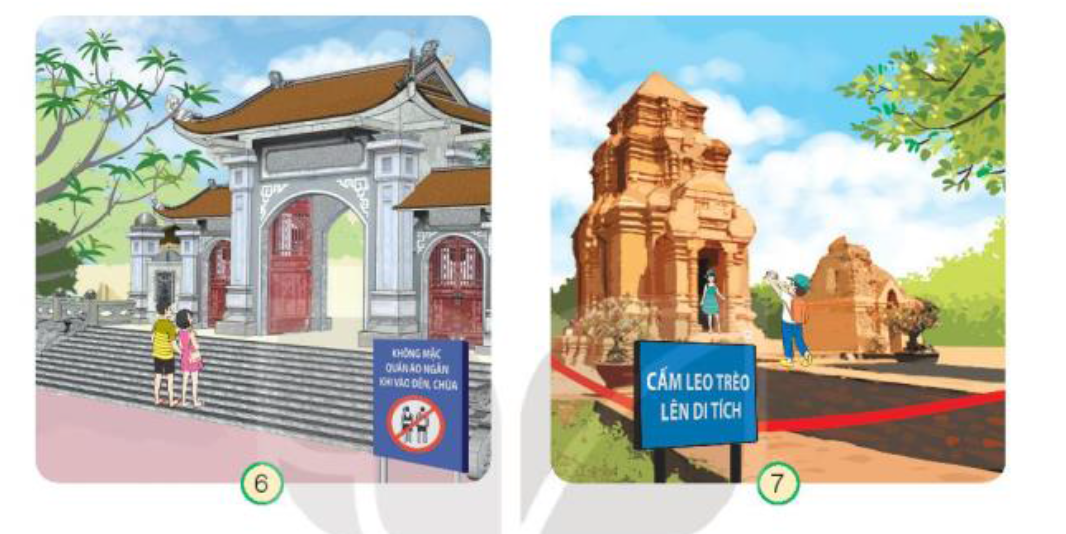 KHÔNG MẶC
QUẦN ÁO NGẮN
KHI VÀO ĐỀN, CHÙA
6
CẤM LEO TRÈO
LÊN DI TÍCH
7